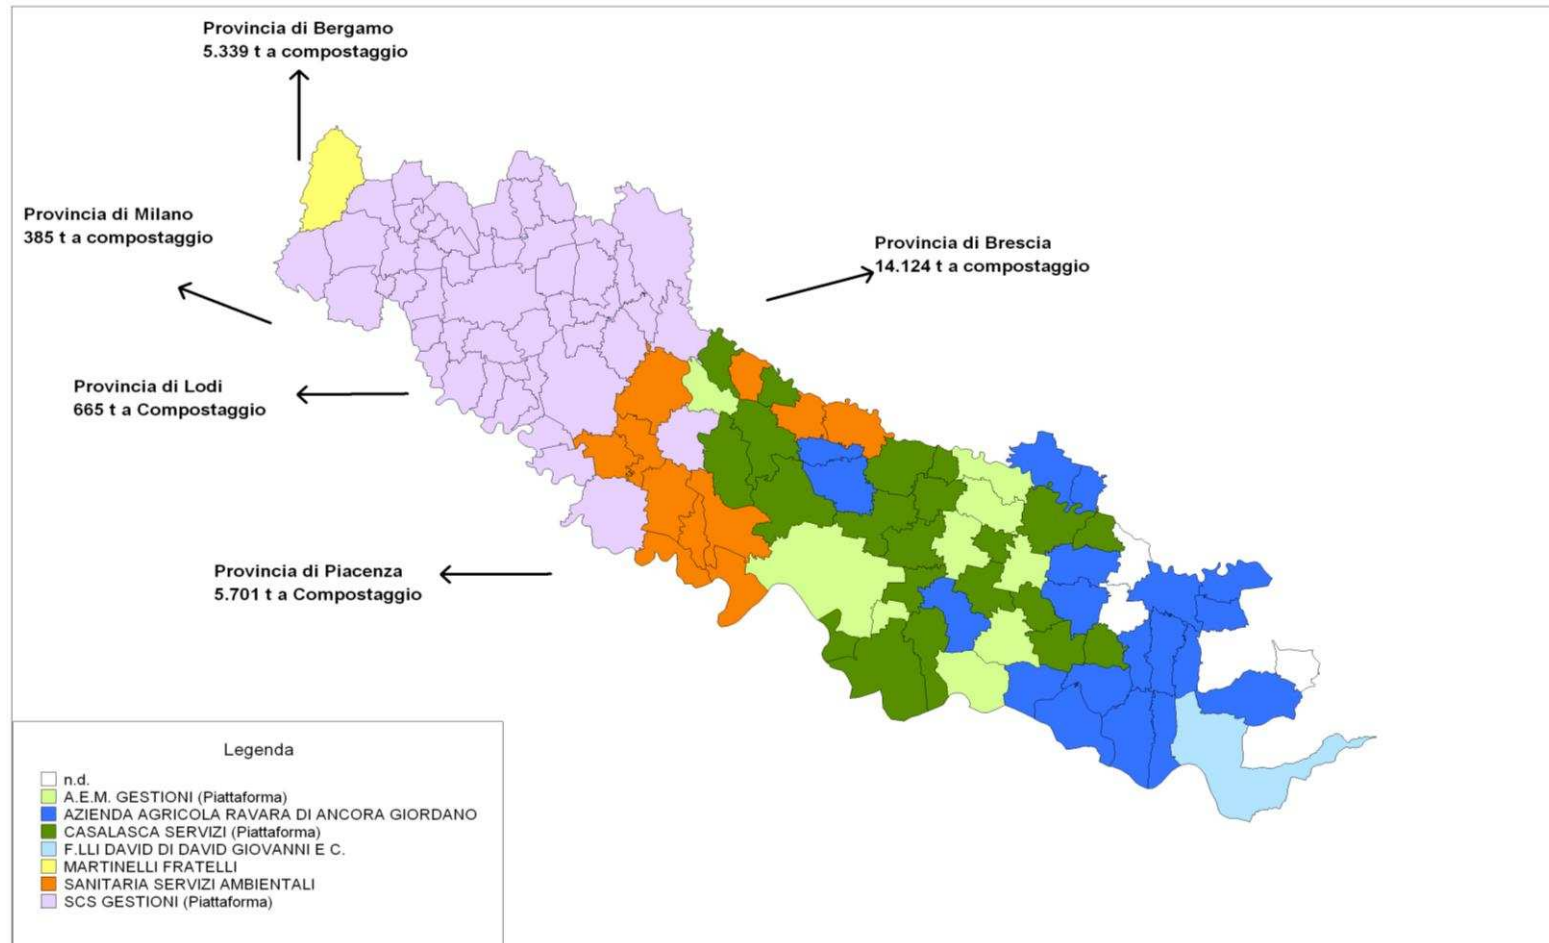 Provincia di Bergamo
5.339 t a compostaggio
Provincia di Milano
385 t a compostaggio
Provincia di Brescia
14.124 t a compostaggio
Provincia di Lodi
665 t a Compostaggio
Provincia di Piacenza
5.701 t a Compostaggio
Legenda
n.d.
A.E.M. GESTIONI (Piattaforma)
AZIENDA AGRICOLA RAVARA DI ANCORA GIORDANO
CASALASCA SERVIZI (Piattaforma)
F.LLI DAVID DI DAVID GIOVANNI E C.
MARTINELLI FRATELLI
SANITARIA SERVIZI AMBIENTALI
SCS GESTIONI (Piattaforma)